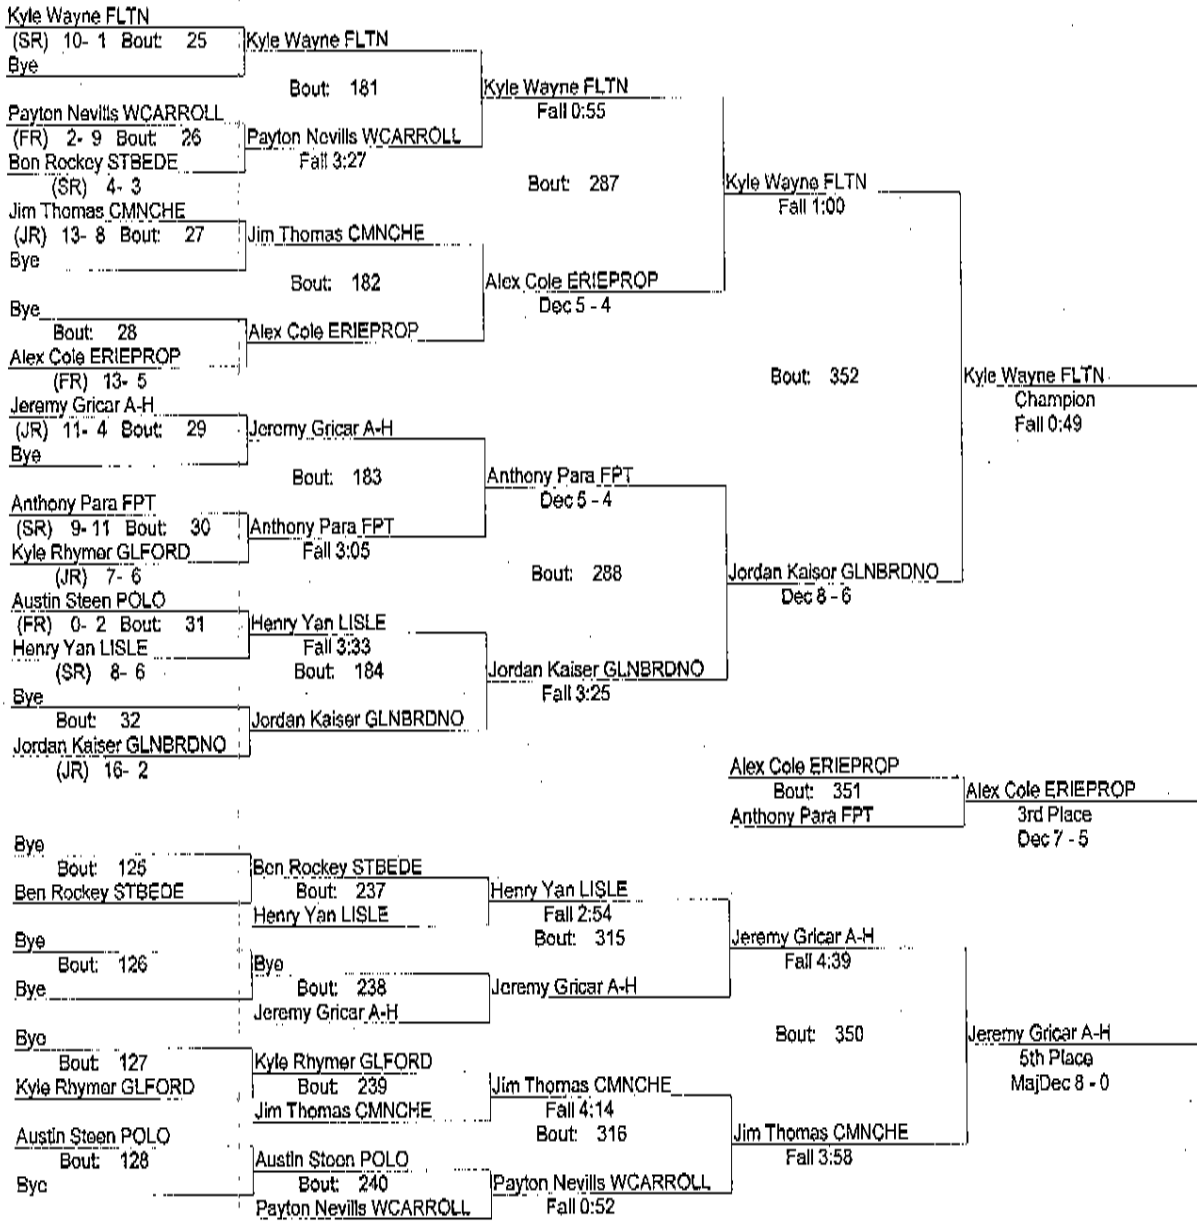 Kyle Wayne FLTN
(SR) 10- 1 Bout: 25
Bye
Kyle Wayne FLTN
Bout: 181
Payton Nevills WCARROLL
(FR) 2- 9 Bout: 26
Bon Rockey STBEDE
(SR) 4- 3
Payton Nevills WCARROLL
Fall 3:27
Kyle Wayne FLTN
Fall 0:55
Bout: 287
Jim Thomas CMNCHE
(JR) 13- 8 Bout: 27
Bye
Jim Thomas CMNCHE
Bout: 182
Bye
Bout: 28
Alex Cole ERIEPROP
(FR) 13- 5
Alex Cole ERIEPROP
Alex Cole ERIEPROP
Dec 5 - 4
Kyle Wayne FLTN
Fall 1:00
Bout: 352
Kyle Wayne FLTN
Champion
Fall 0:49
Jeremy Gricar A-H
(JR) 11- 4 Bout: 29
Bye
Jeremy Gricar A-H
Bout: 183
Anthony Para FPT
(SR) 9- 11 Bout: 30
Kyle Rhymer GLFORD
(JR) 7- 6
Anthony Para FPT
Fall 3:05
Anthony Para FPT
Dec 5 - 4
Bout: 288
Austin Steen POLO
(FR) 0- 2 Bout: 31
Henry Yan LISLE
(SR) 8- 6
Henry Yan LISLE
Fall 3:33
Bout: 184
Bye
Bout: 32
Jordan Kaiser GLNBRDNO
(JR) 16- 2
Jordan Kaiser GLNBRDNO
Jordan Kaiser GLNBRDNO
Fall 3:25
Jordan Kaisor GLNBRDNO
Dec 8 - 6
Alex Cole ERIEPROP
Bout: 351
Anthony Para FPT
Alex Cole ERIEPROP
3rd Place
Dec 7 - 5
Bye
Bout: 125
Ben Rockey STBEDE
Ben Rockey STBEDE
Bout: 237
Henry Yan LISLE
Henry Yan LISLE
Fall 2:54
Bout: 315
Bye
Bout: 126
Bye
Bye
Bout: 238
Jeremy Gricar A-H
Jeremy Gricar A-H
Jeremy Gricar A-H
Fall 4:39
Bout: 350
Jeremy Gricar A-H
5th Place
MajDec 8 - 0
Bye
Bout: 127
Kyle Rhymer GLFORD
Kyle Rhymer GLFORD
Bout: 239
Jim Thomas CMNCHE
Jim Thomas CMNCHE
Fall 4:14
Bout: 316
Austin Steen POLO
Bout: 128
Bye
Austin Stoon POLO
Bout: 240
Payton Nevills WCARROLL
Payton Nevills WCARROLL
Fall 0:52
Jim Thomas CMNCHE
Fall 3:58